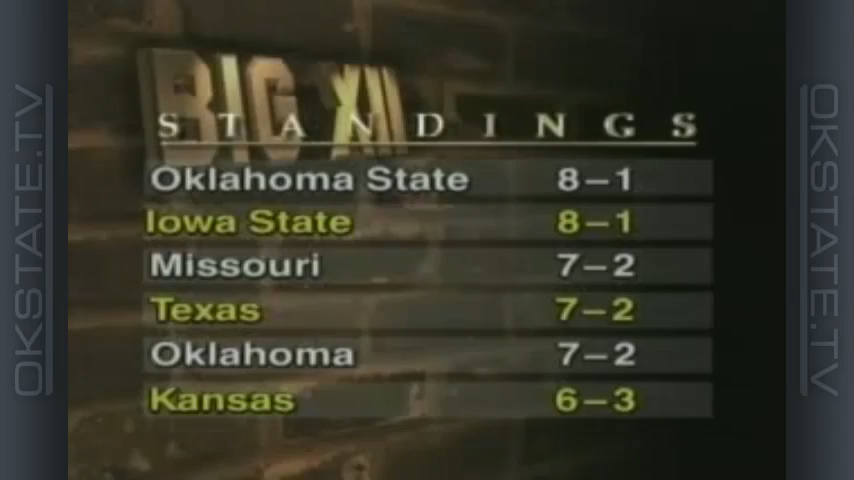 BIG XII
STANDINGS
Oklahoma State 8–1
Iowa State 8–1
Missouri 7–2
Texas 7–2
Oklahoma 7–2
Kansas 6–3
OKSTATE.TV
OKSTATE.TV